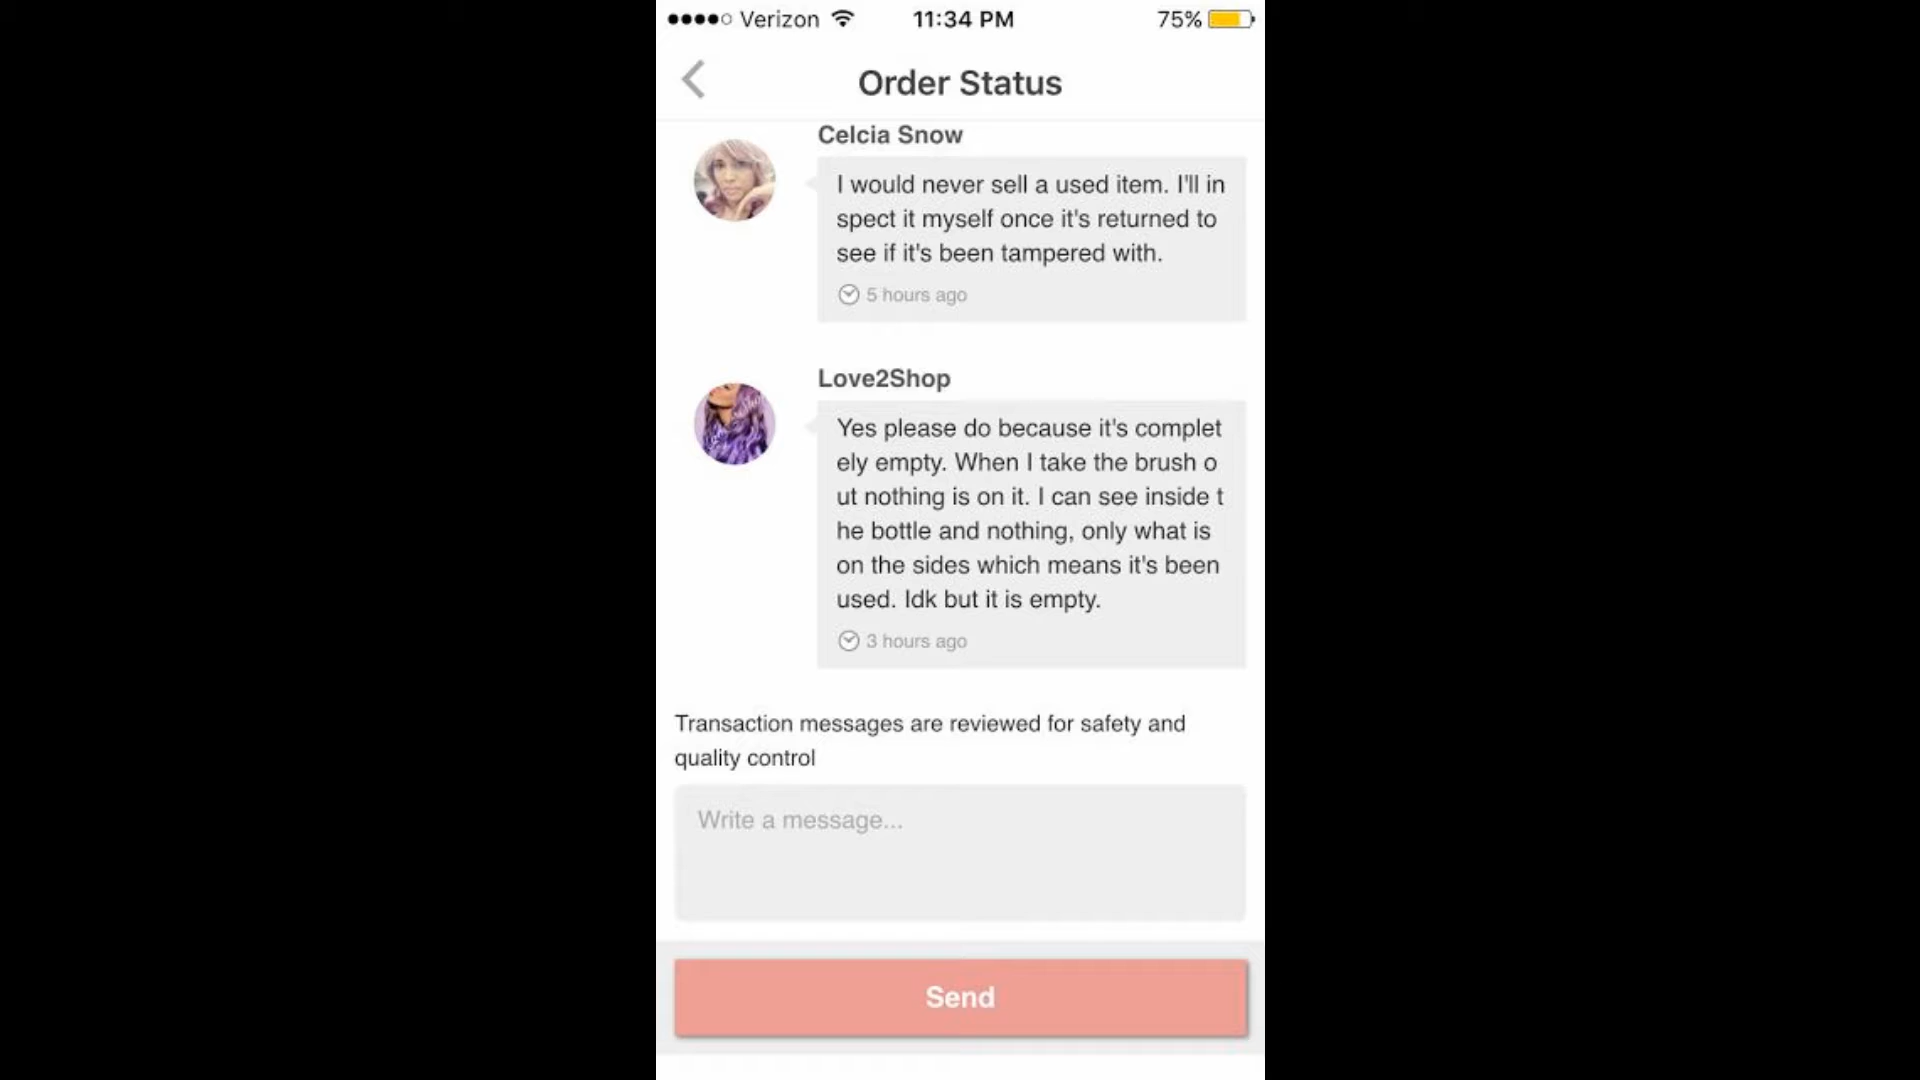 Verizon 11:34 PM 75%
Order Status
Celcia Snow
I would never sell a used item. I'll in
spect it myself once it's returned to
see if it's been tampered with.
5 hours ago
Love2Shop
Yes please do because it's complet
ely empty. When I take the brush o
ut nothing is on it. I can see inside t
he bottle and nothing, only what is
on the sides which means it's been
used. Idk but it is empty.
3 hours ago
Transaction messages are reviewed for safety and
quality control
Write a message...
Send